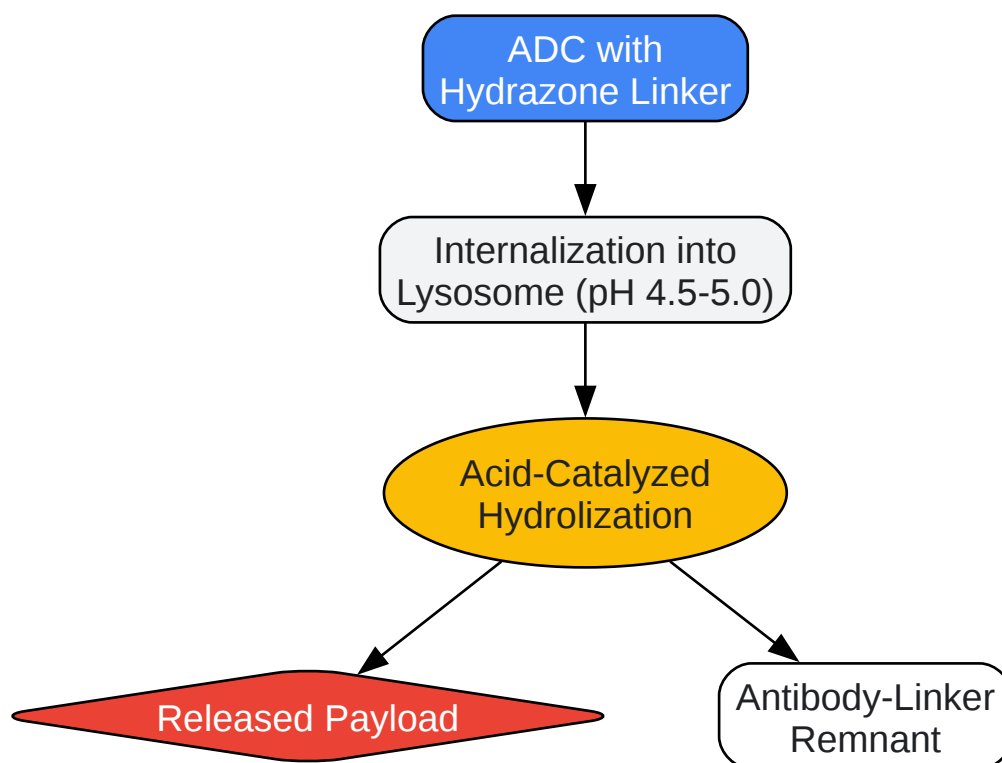 ADC with
Hydrazone Linker
Internalization into
Lysosome (pH 4.5-5.0)
Acid-Catalyzed
Hydrolization
Released Payload
Antibody-Linker
Remnant